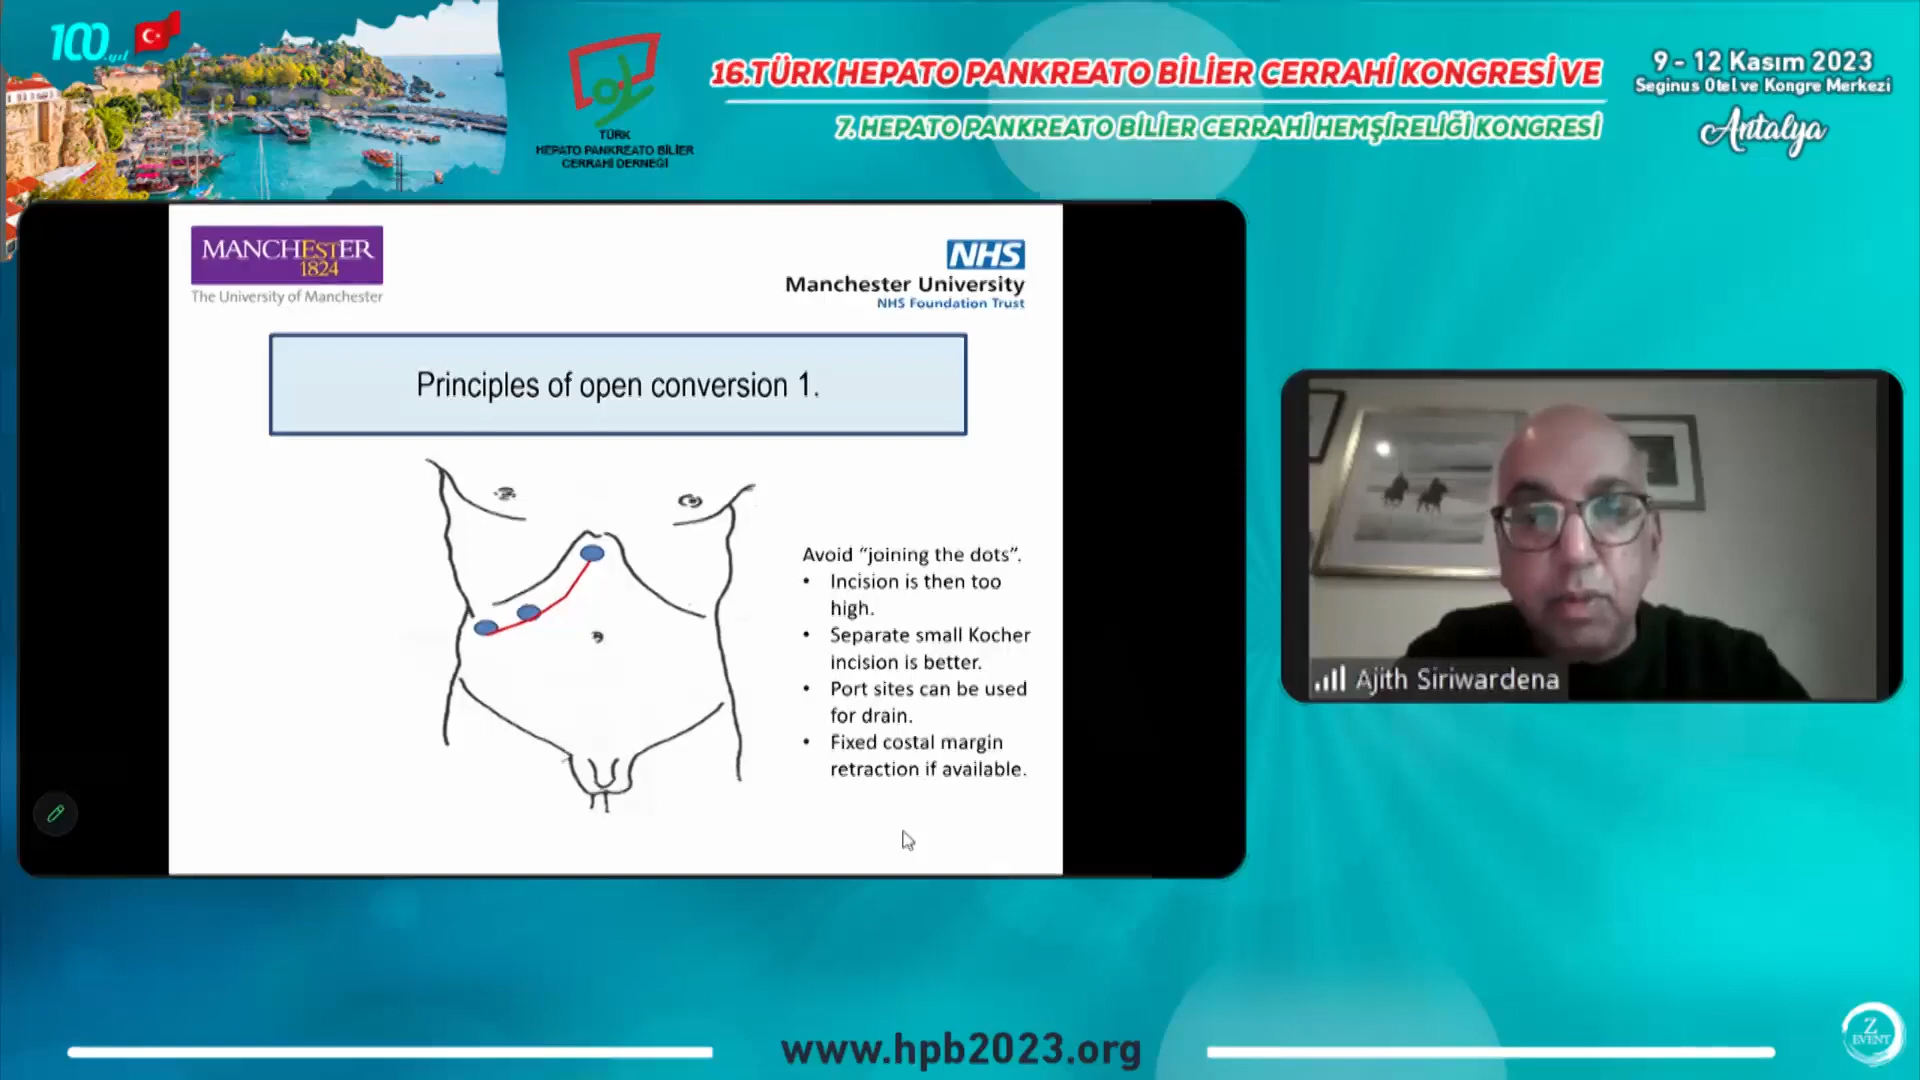 100.yıl
TÜRK
HEPATO PANKREATO BİLİER
CERRAHİ DERNEĞİ
16.TÜRK HEPATO PANKREATO BİLİER CERRAHİ KONGRESİ VE
7. HEPATO PANKREATO BİLİER CERRAHİ HEMŞİRELİĞİ KONGRESİ
9 - 12 Kasım 2023
Seginus Otel ve Kongre Merkezi
Antalya
MANCHESTER
1824
The University of Manchester
NHS
Manchester University
NHS Foundation Trust
Principles of open conversion 1.
Avoid “joining the dots”.
• Incision is then too
high.
• Separate small Kocher
incision is better.
• Port sites can be used
for drain.
• Fixed costal margin
retraction if available.
Ajith Siriwardena
www.hpb2023.org
Z
EVENT